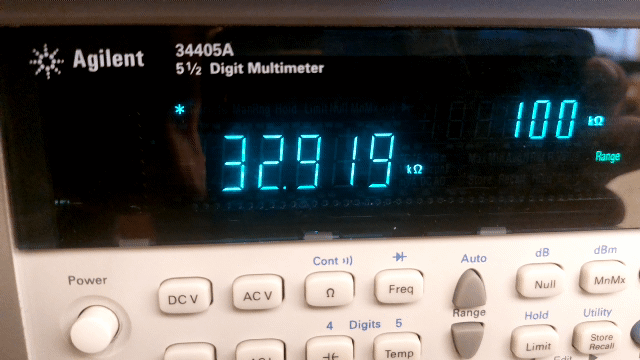 Agilent
34405A
5½ Digit Multimeter
*
100 kΩ
Range
32.919 kΩ
Power
DC V
AC V
Cont
Ω
Freq
Auto
Range
dB
Null
dBm
MnMx
4 Digits 5
Temp
Hold
Limit
Utility
Store
Recall